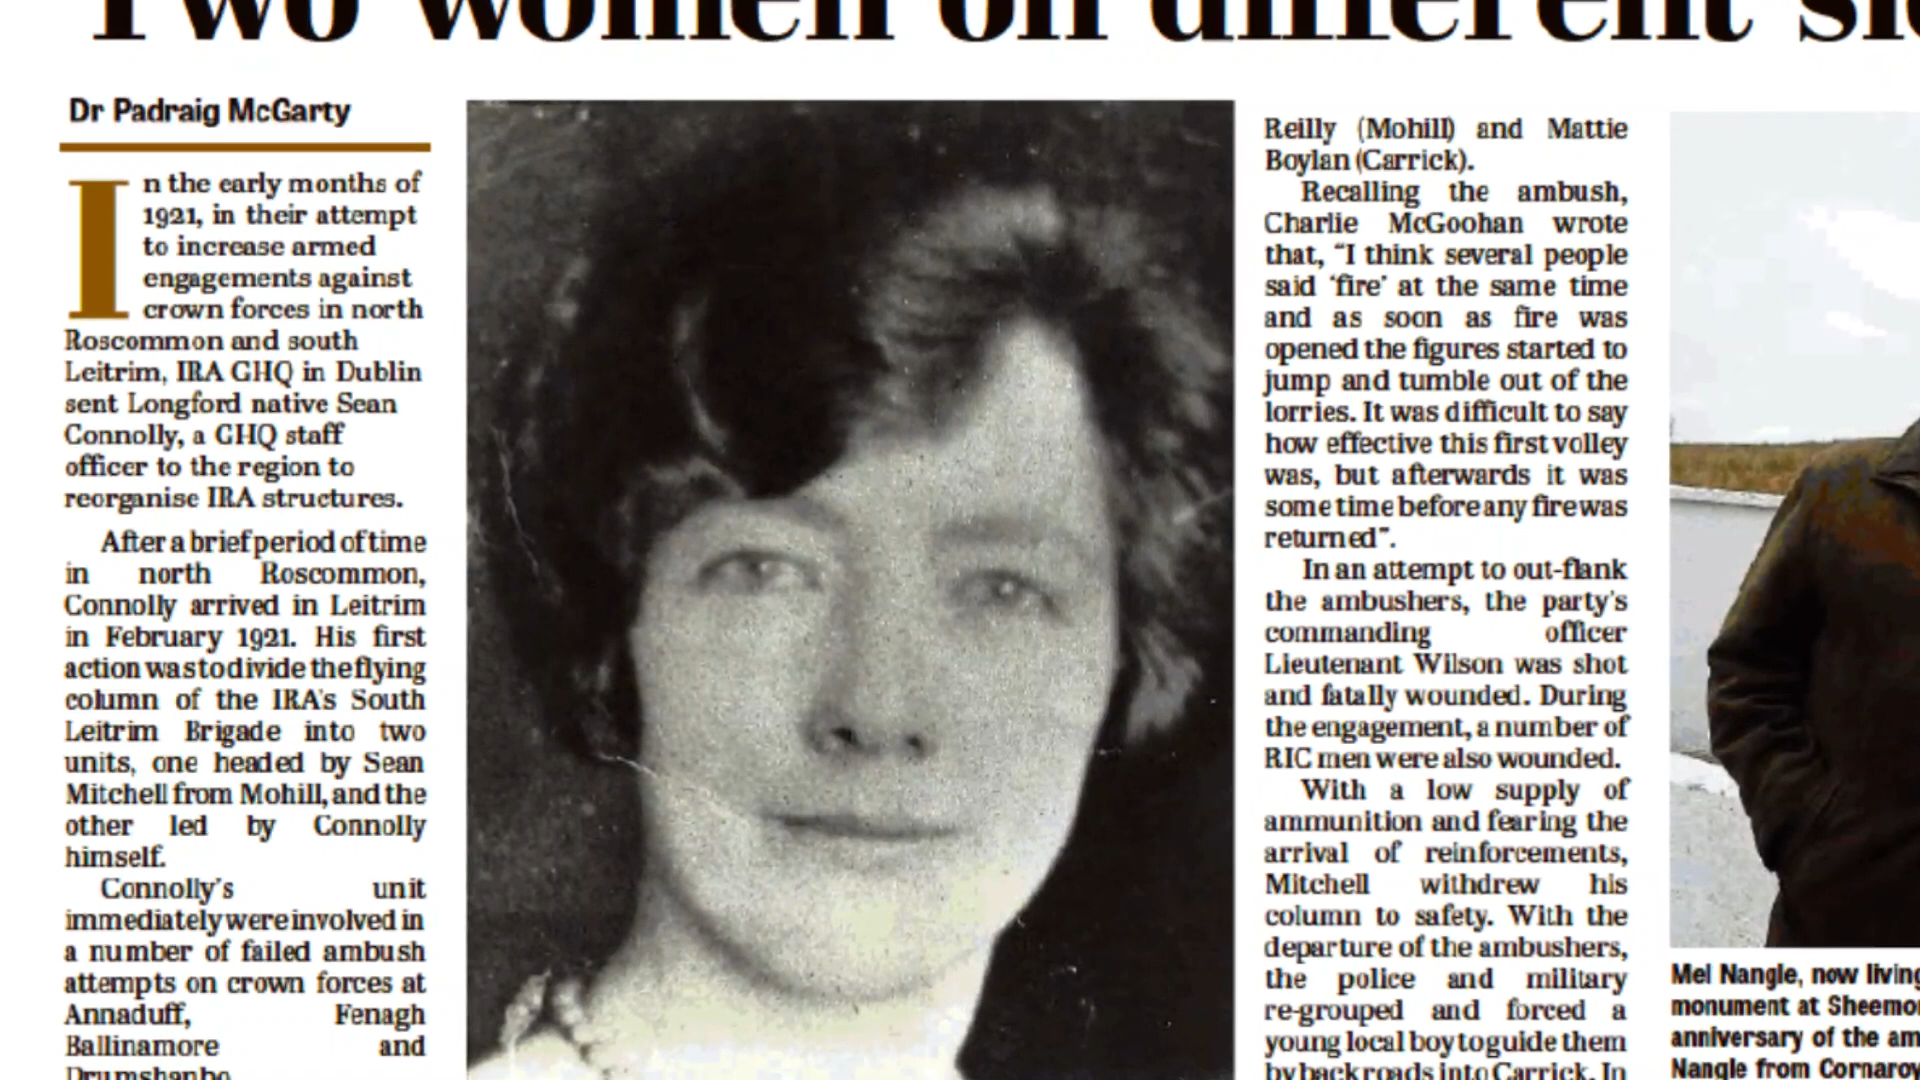 Two women on different
Dr Padraig McGarty
In the early months of
1921, in their attempt
to increase armed
engagements against
crown forces in north
Roscommon and south
Leitrim, IRA GHQ in Dublin
sent Longford native Sean
Connolly, a GHQ staff
officer to the region to
reorganise IRA structures.
After a brief period of time
in north Roscommon,
Connolly arrived in Leitrim
in February 1921. His first
action was to divide the flying
column of the IRA's South
Leitrim Brigade into two
units, one headed by Sean
Mitchell from Mohill, and the
other led by Connolly
himself.
Connolly's unit
immediately were involved in
a number of failed ambush
attempts on crown forces at
Annaduff, Fenagh
Ballinamore and
Drumshanbo
Reilly (Mohill) and Mattie
Boylan (Carrick).
Recalling the ambush,
Charlie McGoohan wrote
that, “I think several people
said ‘fire’ at the same time
and as soon as fire was
opened the figures started to
jump and tumble out of the
lorries. It was difficult to say
how effective this first volley
was, but afterwards it was
some time before any fire was
returned”.
In an attempt to out-flank
the ambushers, the party's
commanding officer
Lieutenant Wilson was shot
and fatally wounded. During
the engagement, a number of
RIC men were also wounded.
With a low supply of
ammunition and fearing the
arrival of reinforcements,
Mitchell withdrew his
column to safety. With the
departure of the ambushers,
the police and military
re-grouped and forced a
young local boy to guide them
by back roads into Carrick. In
Mel Nangle, now living
monument at
anniversary of the
Nangle from